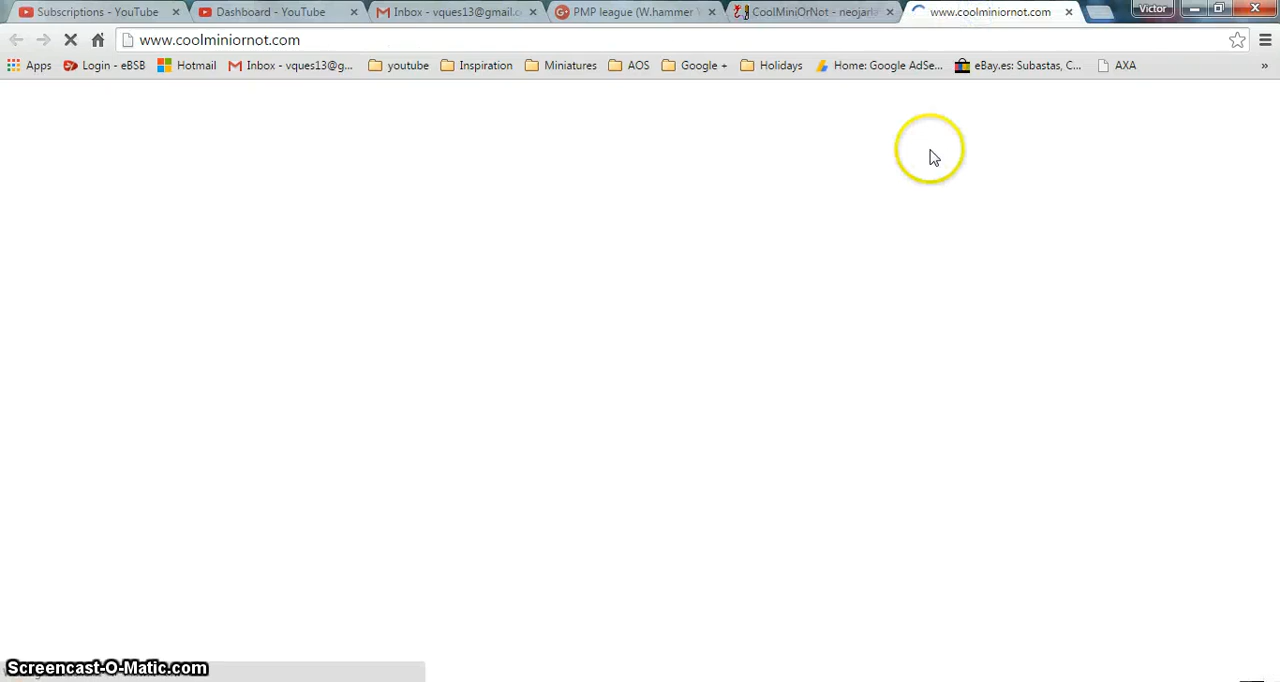 Subscriptions - YouTube
Dashboard - YouTube
Inbox - vques13@gmail.c
PMP league (W.hammer
CoolMiniOrNot - neojarla
www.coolminiornot.com
Victor
www.coolminiornot.com
Apps
Login - eBSB
Hotmail
Inbox - vques13@g...
youtube
Inspiration
Miniatures
AOS
Google +
Holidays
Home: Google AdSe...
eBay.es: Subastas, C...
AXA
»
Screencast-O-Matic.com